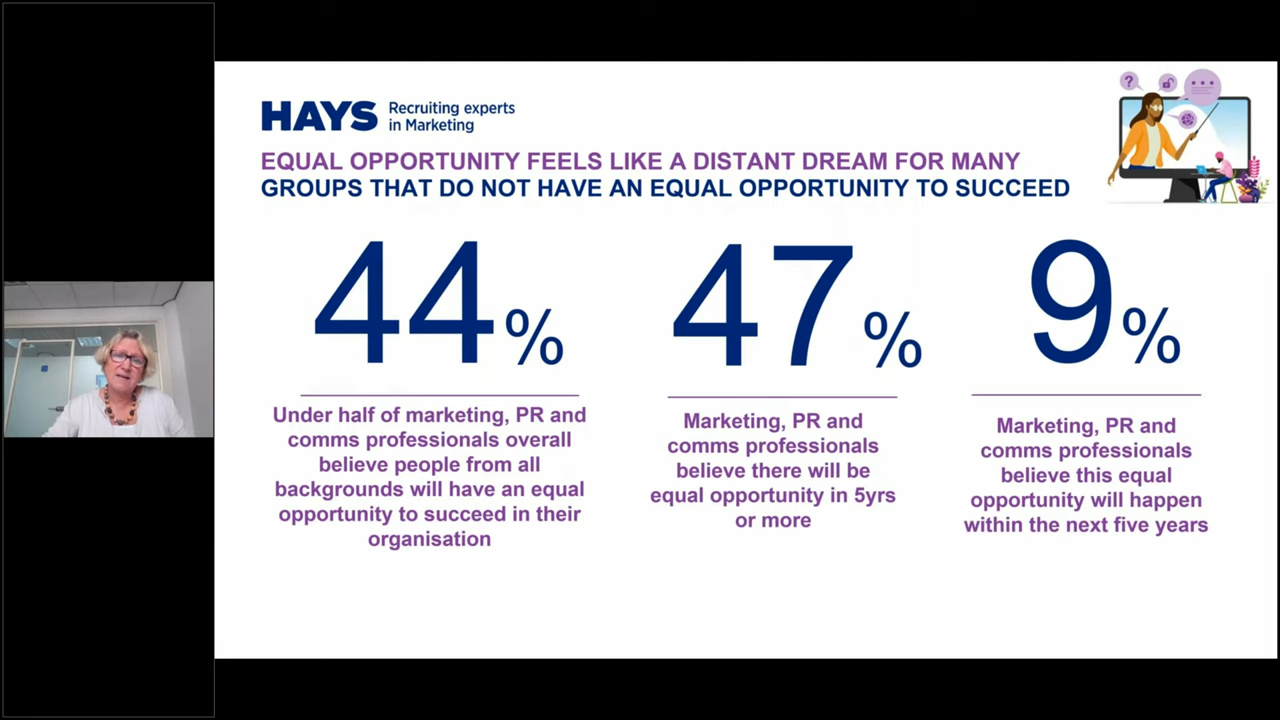 HAYS Recruiting experts
in Marketing
EQUAL OPPORTUNITY FEELS LIKE A DISTANT DREAM FOR MANY
GROUPS THAT DO NOT HAVE AN EQUAL OPPORTUNITY TO SUCCEED
44%
Under half of marketing, PR and
comms professionals overall
believe people from all
backgrounds will have an equal
opportunity to succeed in their
organisation
47%
Marketing, PR and
comms professionals
believe there will be
equal opportunity in 5yrs
or more
9%
Marketing, PR and
comms professionals
believe this equal
opportunity will happen
within the next five years
?